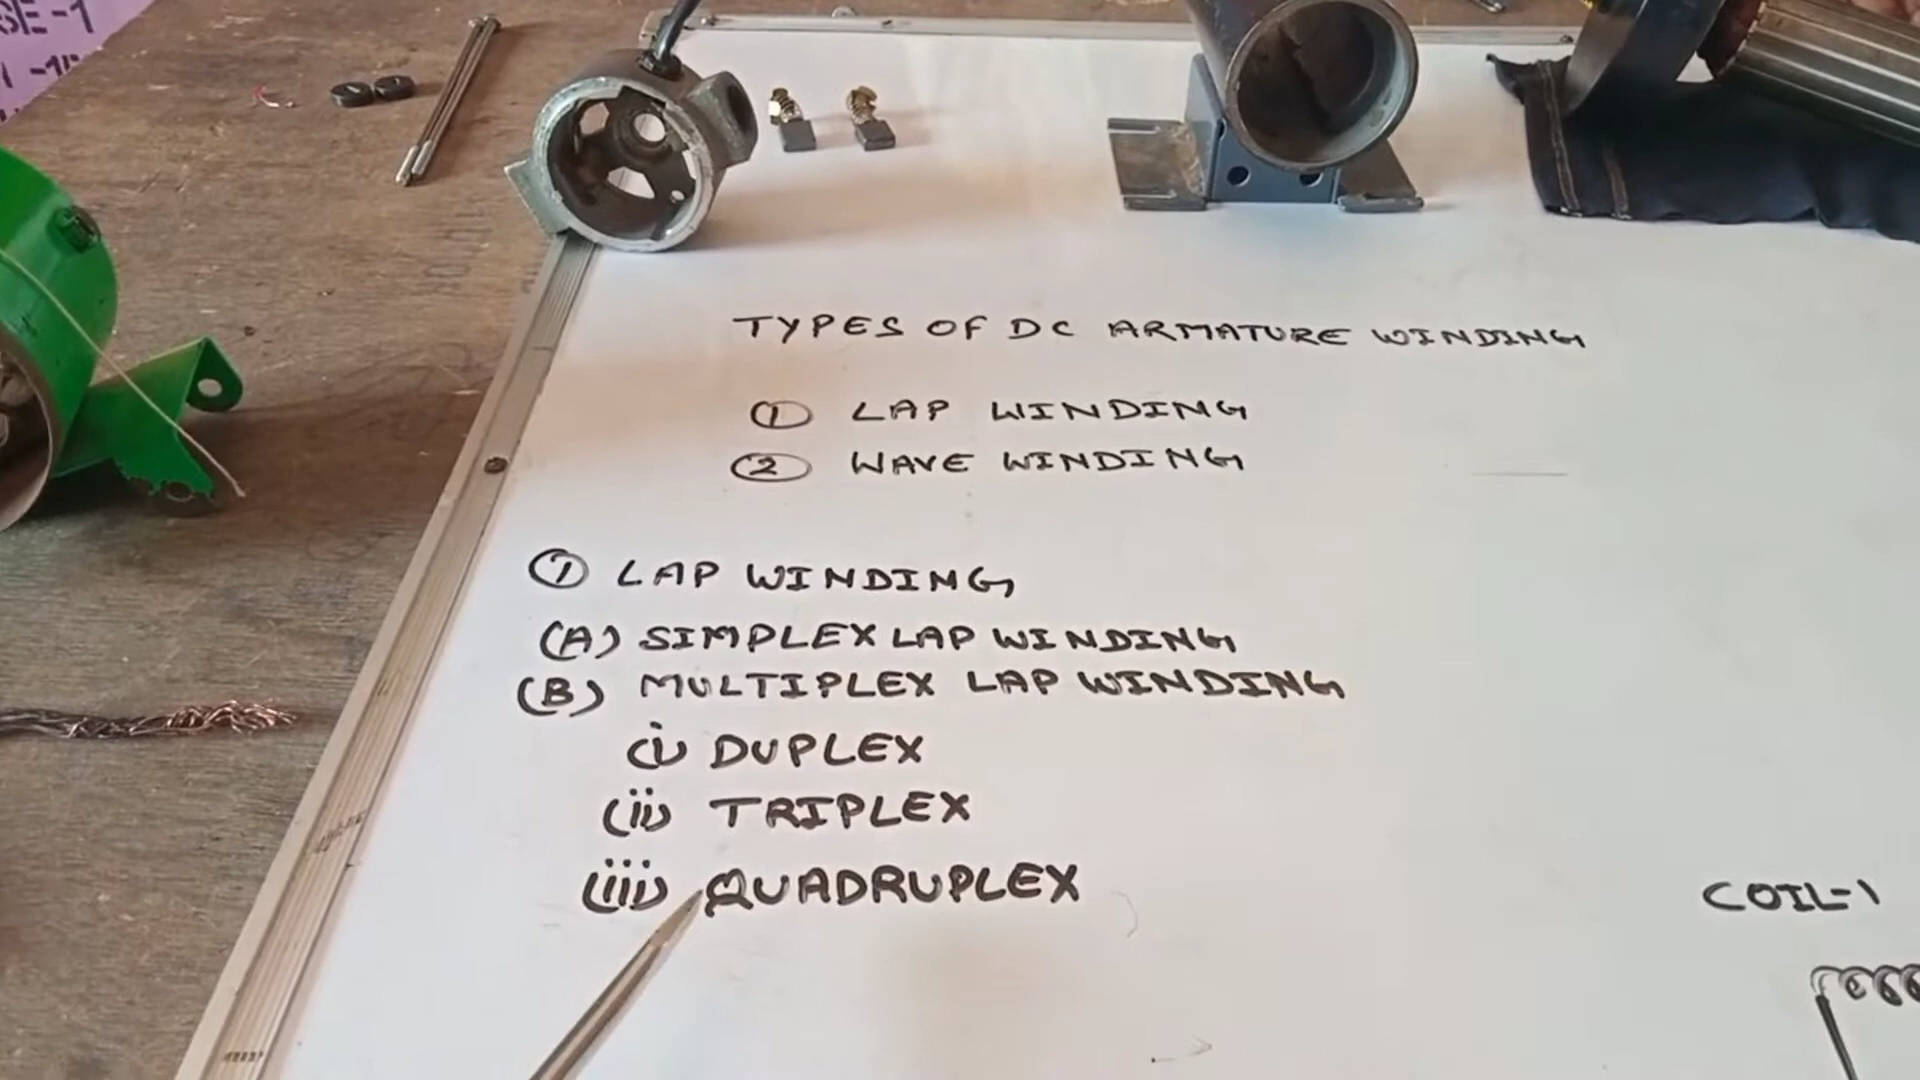 TYPES OF DC ARMATURE WINDING
① LAP WINDING
② WAVE WINDING
① LAP WINDING
(A) SIMPLEX LAP WINDING
(B) MULTIPLEX LAP WINDING
(i) DUPLEX
(ii) TRIPLEX
(iii) QUADRUPLEX
COIL-1